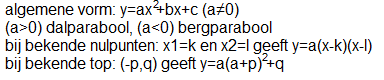 algemene vorm: y=ax²+bx+c (a≠0)
(a>0) dalparabool, (a<0) bergparabool
bij bekende nulpunten: x1=k en x2=l geeft y=a(x-k)(x-l)
bij bekende top: (-p,q) geeft y=a(a+p)²+q